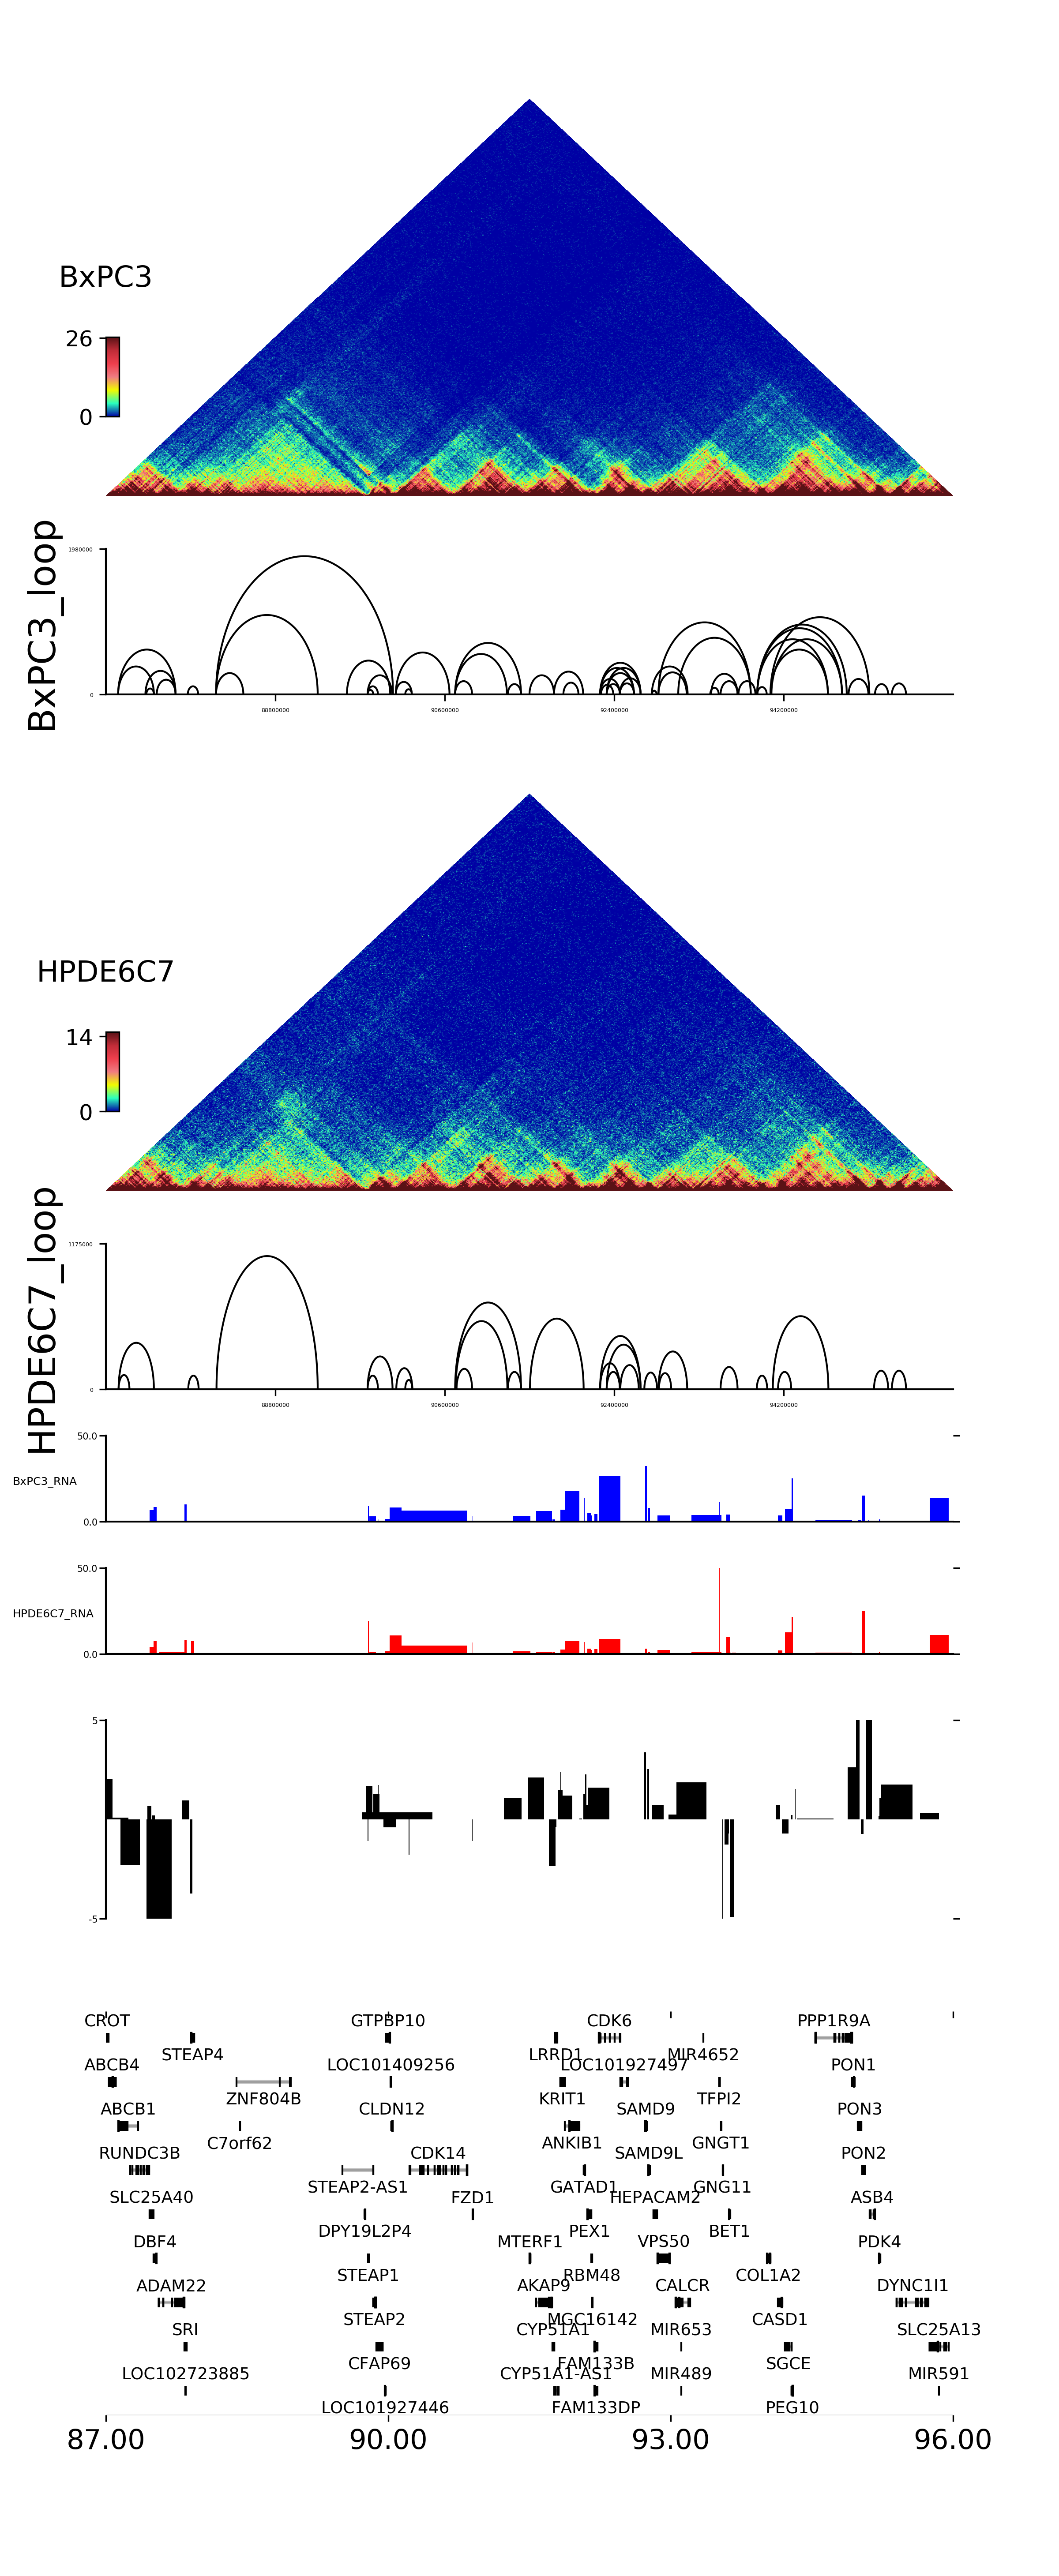 BxPC3
26
0
BxPC3_loop
1980000
0
88800000 90600000 92400000 94200000
HPDE6C7
14
0
HPDE6C7_loop
1175000
0
88800000 90600000 92400000 94200000
50.0
BxPC3_RNA
0.0
50.0
HPDE6C7_RNA
0.0
5
-5
CROT GTPBP10 CDK6 PPP1R9A
STEAP4 LRRD1 MIR4652
ABCB4 LOC101409256 LOC101927497 PON1
ZNF804B KRIT1 TFPI2
ABCB1 CLDN12 SAMD9 PON3
C7orf62 ANKIB1 GNGT1
RUNDC3B CDK14 SAMD9L PON2
STEAP2-AS1 GATAD1 GNG11
SLC25A40 FZD1 HEPACAM2 ASB4
DPY19L2P4 PEX1 BET1
DBF4 MTERF1 VPS50 PDK4
STEAP1 RBM48 COL1A2
ADAM22 AKAP9 CALCR DYNC1I1
STEAP2 MGC16142 CASD1
SRI CYP51A1 MIR653 SLC25A13
CFAP69 FAM133B SGCE
LOC102723885 CYP51A1-AS1 MIR489 MIR591
LOC101927446 FAM133DP PEG10
87.00 90.00 93.00 96.00